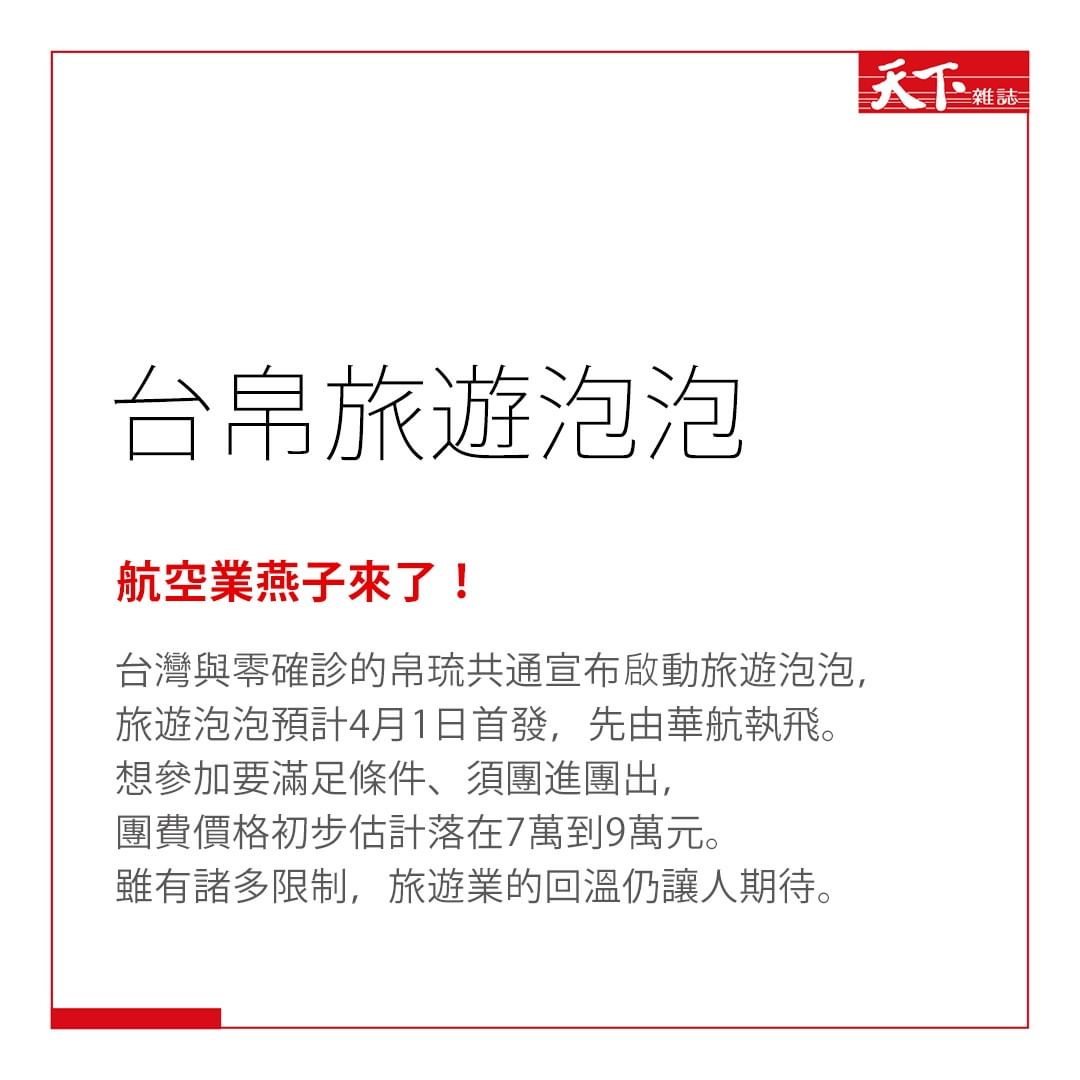 天下雜誌
台帛旅遊泡泡
航空業燕子來了！
台灣與零確診的帛琉共通宣布啟動旅遊泡泡，
旅遊泡泡預計4月1日首發，先由華航執飛。
想參加要滿足條件、須團進團出，
團費價格初步估計落在7萬到9萬元。
雖有諸多限制，旅遊業的回溫仍讓人期待。